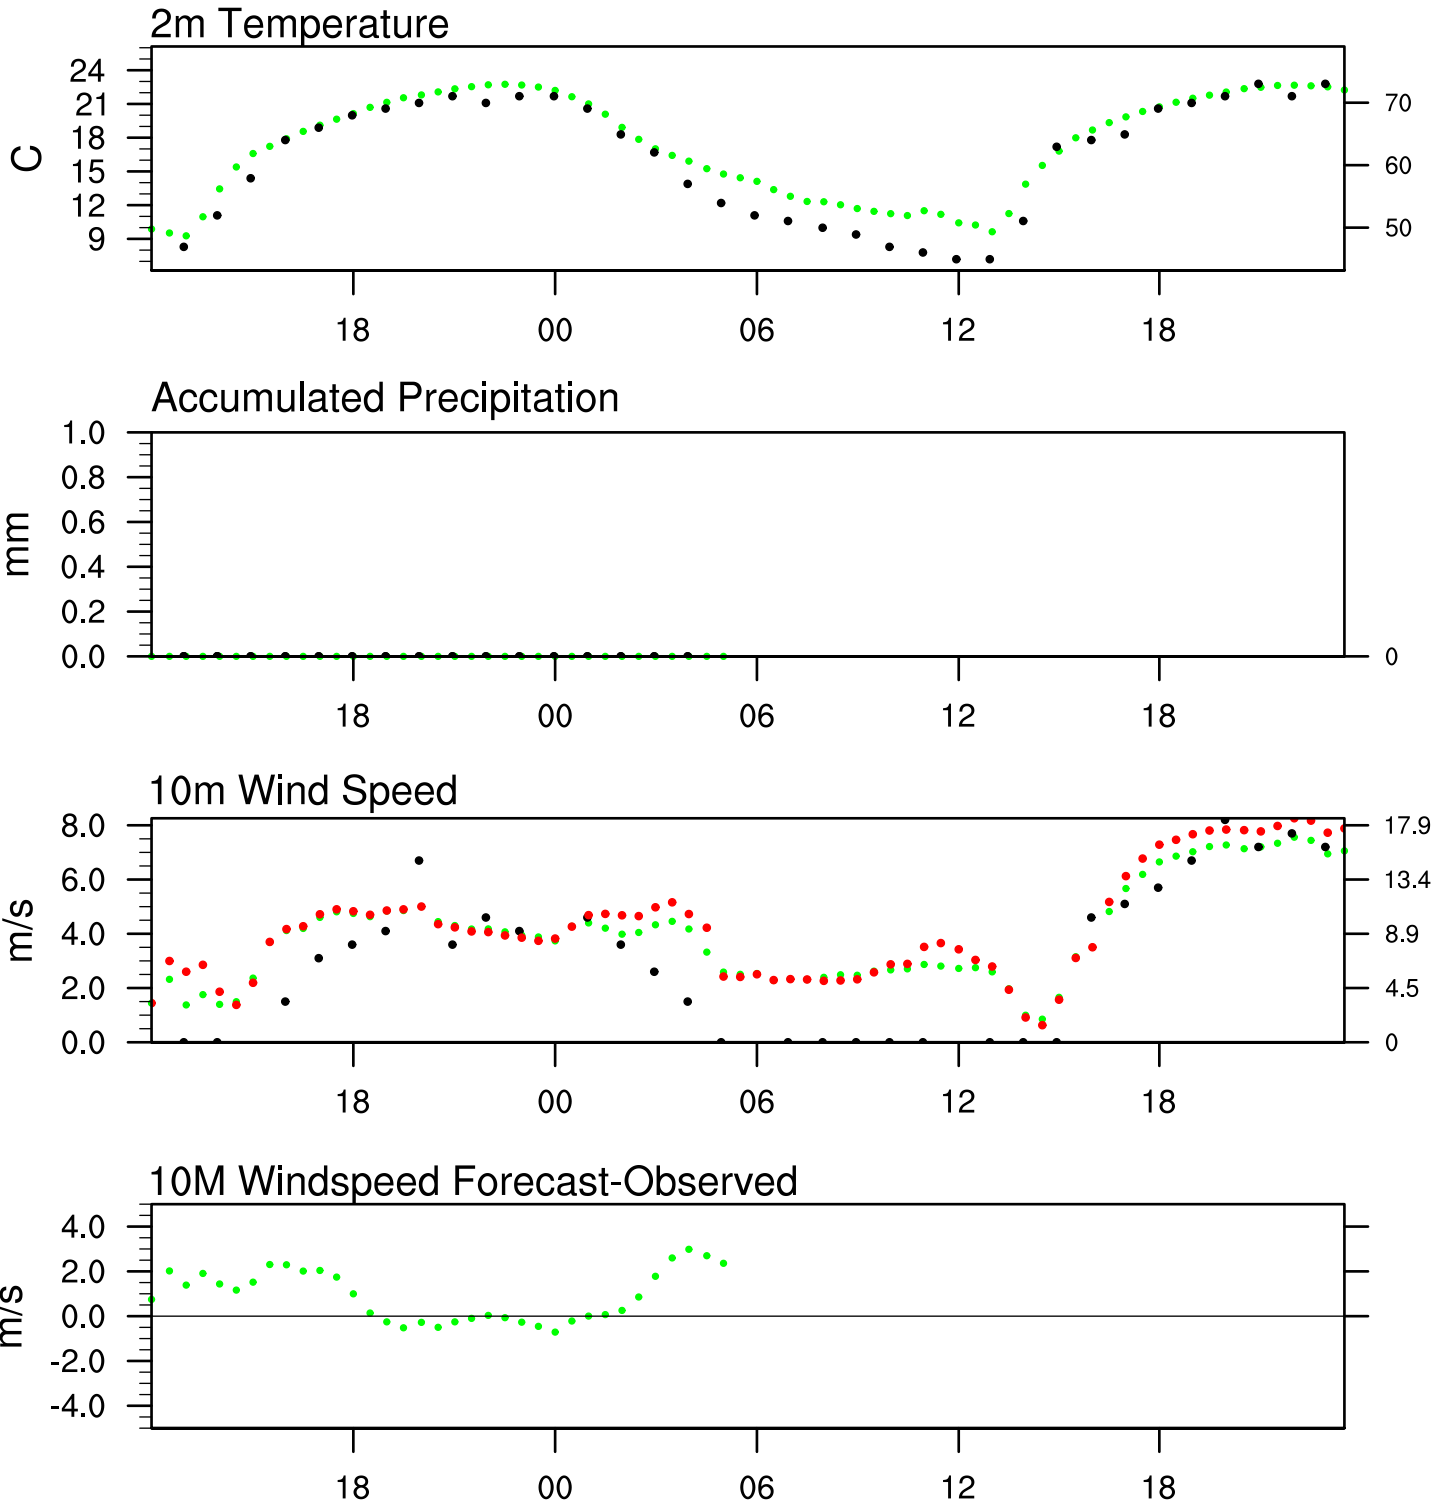 2m Temperature
24
21
18
15
12
9
C
70
60
50
18 00 06 12 18
Accumulated Precipitation
1.0
0.8
0.6
0.4
0.2
0.0
mm
0
18 00 06 12 18
10m Wind Speed
8.0
6.0
4.0
2.0
0.0
m/s
17.9
13.4
8.9
4.5
0
18 00 06 12 18
10M Windspeed Forecast-Observed
4.0
2.0
0.0
-2.0
-4.0
m/s
18 00 06 12 18